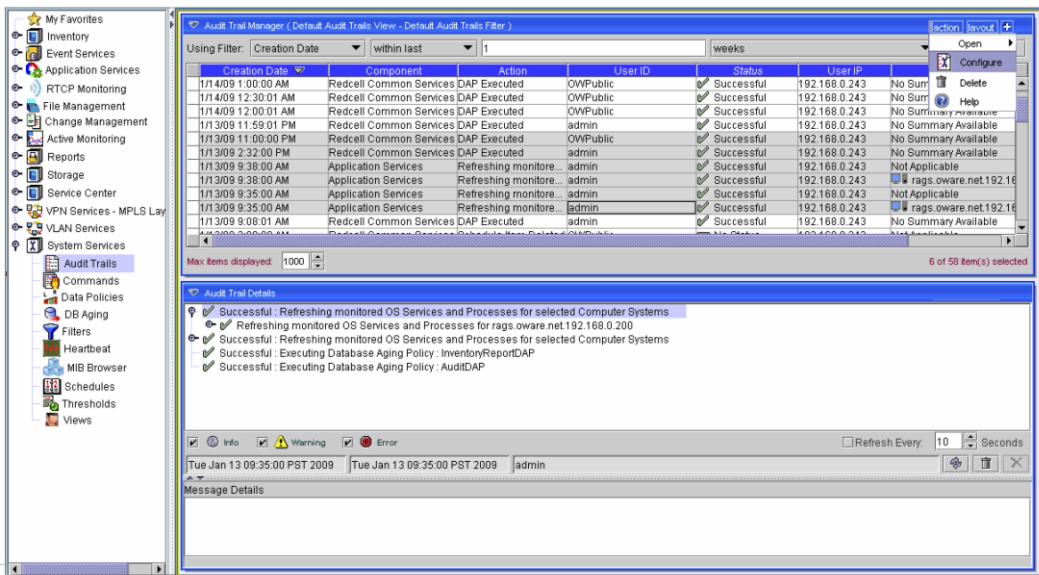 My Favorites
Inventory
Event Services
Application Services
RTCP Monitoring
File Management
Change Management
Active Monitoring
Reports
Storage
Service Center
VPN Services - MPLS Lay
VLAN Services
System Services
Audit Trails
Commands
Data Policies
DB Aging
Filters
Heartbeat
MIB Browser
Schedules
Thresholds
Views
Audit Trail Manager ( Default Audit Trails View - Default Audit Trails Filter )
action layout
Open
Configure
Delete
Help
Using Filter: Creation Date within last 1 weeks
Creation Date Component Action User ID Status User IP
1/14/09 1:00:00 AM Redcell Common Services DAP Executed OWPublic Successful 192.168.0.243 No Sum
1/14/09 12:30:01 AM Redcell Common Services DAP Executed OWPublic Successful 192.168.0.243 No Sum
1/14/09 12:00:01 AM Redcell Common Services DAP Executed OWPublic Successful 192.168.0.243 No Summary Available
1/13/09 11:59:01 PM Redcell Common Services DAP Executed admin Successful 192.168.0.243 No Summary Available
1/13/09 11:00:00 PM Redcell Common Services DAP Executed OWPublic Successful 192.168.0.243 No Summary Available
1/13/09 2:32:00 PM Redcell Common Services DAP Executed admin Successful 192.168.0.243 No Summary Available
1/13/09 9:38:00 AM Application Services Refreshing monitore... admin Successful 192.168.0.243 Not Applicable
1/13/09 9:38:00 AM Application Services Refreshing monitore... admin Successful 192.168.0.243 rags.oware.net.192.16
1/13/09 9:35:00 AM Application Services Refreshing monitore... admin Successful 192.168.0.243 Not Applicable
1/13/09 9:35:00 AM Application Services Refreshing monitore... admin Successful 192.168.0.243 rags.oware.net.192.16
1/13/09 9:08:01 AM Redcell Common Services DAP Executed admin Successful 192.168.0.243 No Summary Available
Redcell Common Services Schedule Item Deleted OWPublic No Status 192.168.0.243 Not Applicable
Max items displayed: 1000
6 of 58 item(s) selected
Audit Trail Details
Successful : Refreshing monitored OS Services and Processes for selected Computer Systems
Refreshing monitored OS Services and Processes for rags.oware.net.192.168.0.200
Successful : Refreshing monitored OS Services and Processes for selected Computer Systems
Successful : Executing Database Aging Policy : InventoryReportDAP
Successful : Executing Database Aging Policy : AuditDAP
Info Warning Error Refresh Every: 10 Seconds
Tue Jan 13 09:35:00 PST 2009 Tue Jan 13 09:35:00 PST 2009 admin
Message Details